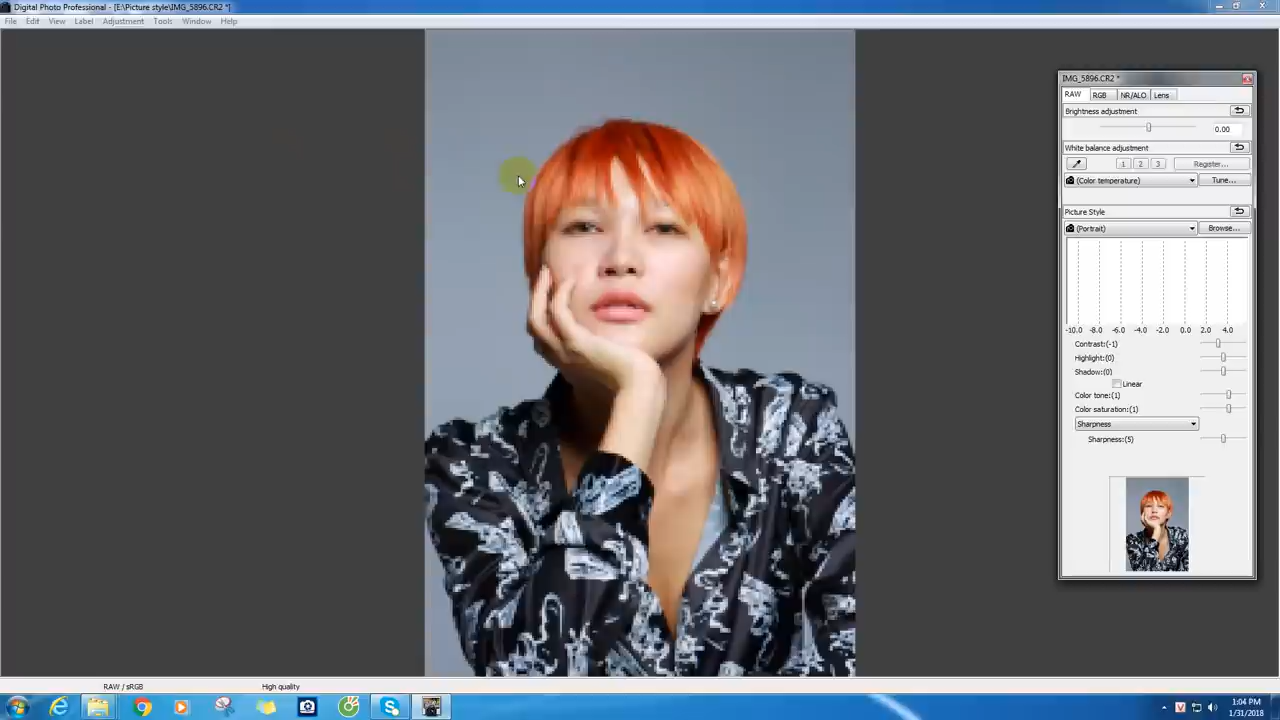 Digital Photo Professional - [E:\Picture style\IMG_5896.CR2 *]
File Edit View Label Adjustment Tools Window Help
IMG_5896.CR2 *
RAW RGB NR/ALO Lens
Brightness adjustment
0.00
White balance adjustment
1 2 3 Register...
(Color temperature) Tune...
Picture Style
(Portrait) Browse...
-10.0 -8.0 -6.0 -4.0 -2.0 0.0 2.0 4.0
Contrast:(-1)
Highlight:(0)
Shadow:(0)
Linear
Color tone:(1)
Color saturation:(1)
Sharpness
Sharpness:(5)
RAW / sRGB High quality
1:04 PM
1/31/2018